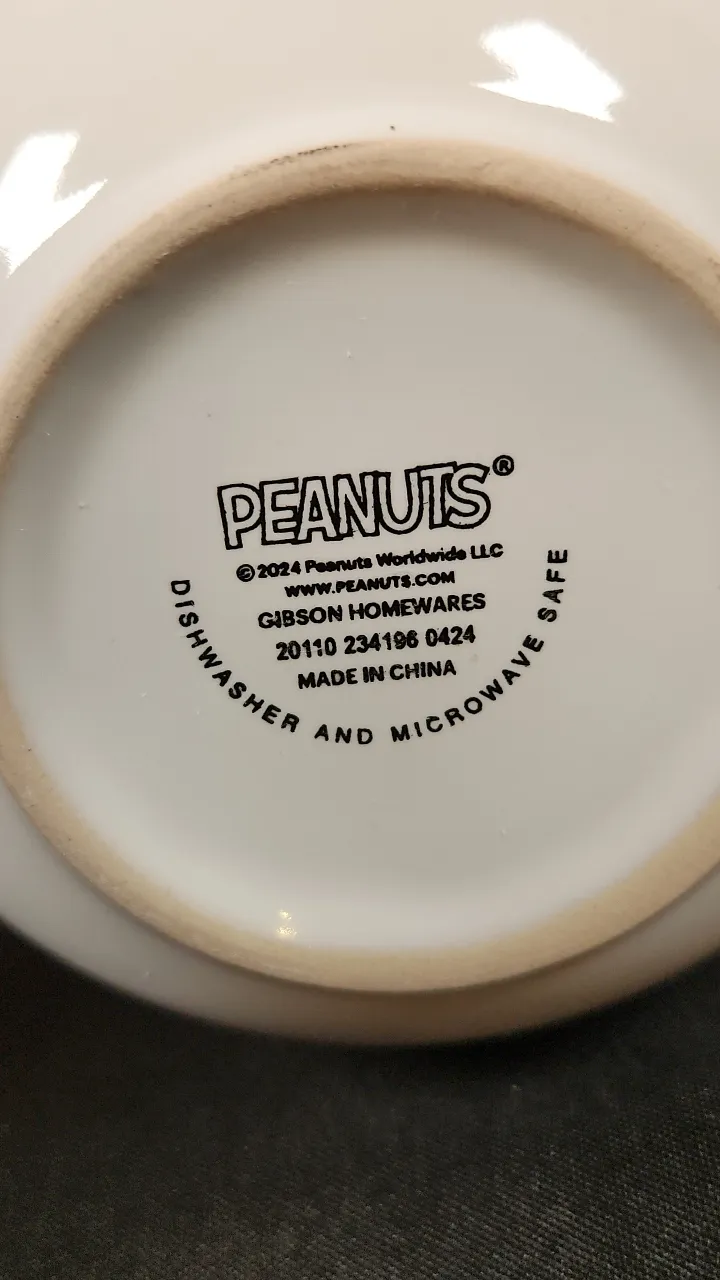 PEANUTS®
© 2024 Peanuts Worldwide LLC
WWW.PEANUTS.COM
GIBSON HOMEWARES
20110 234196 0424
MADE IN CHINA
DISHWASHER AND MICROWAVE SAFE